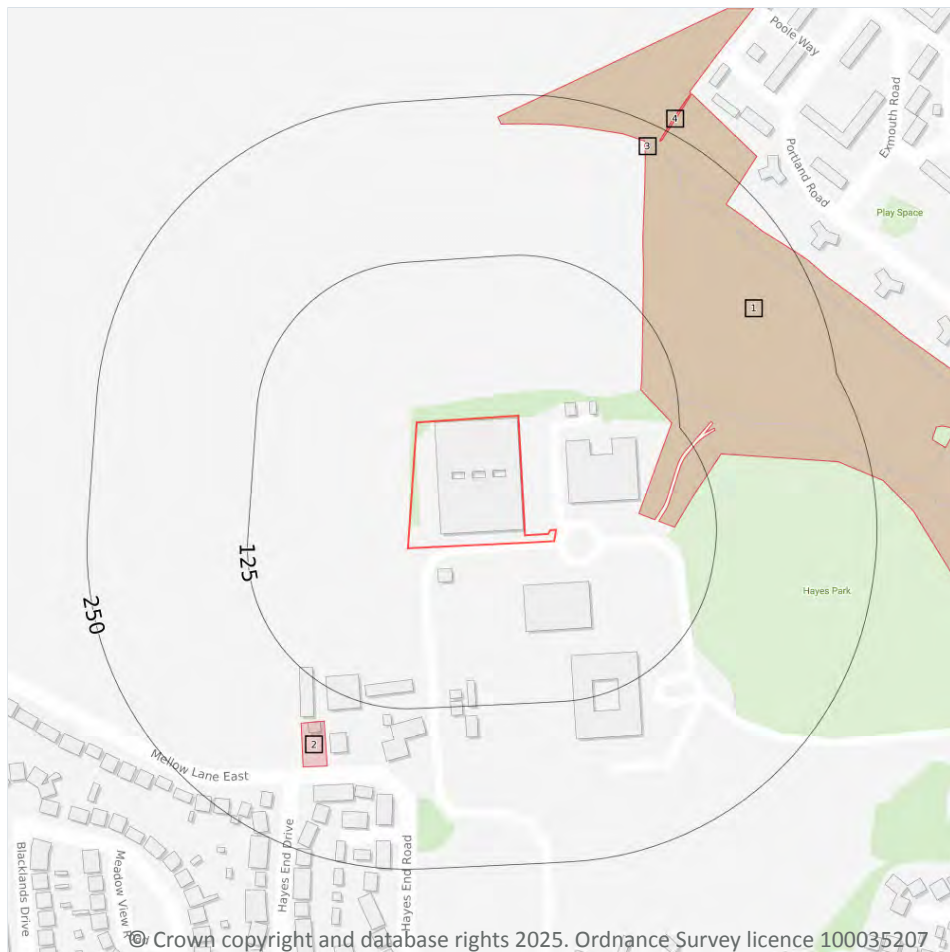 Poole Way
Exmouth Road
4
3
Portland Road
Play Space
1
125
250
Hayes Park
2
Mellow Lane East
Hayes End Drive
Hayes End Road
Blacklands Drive
Meadow View
© Crown copyright and database rights 2025. Ordnance Survey licence 100035207